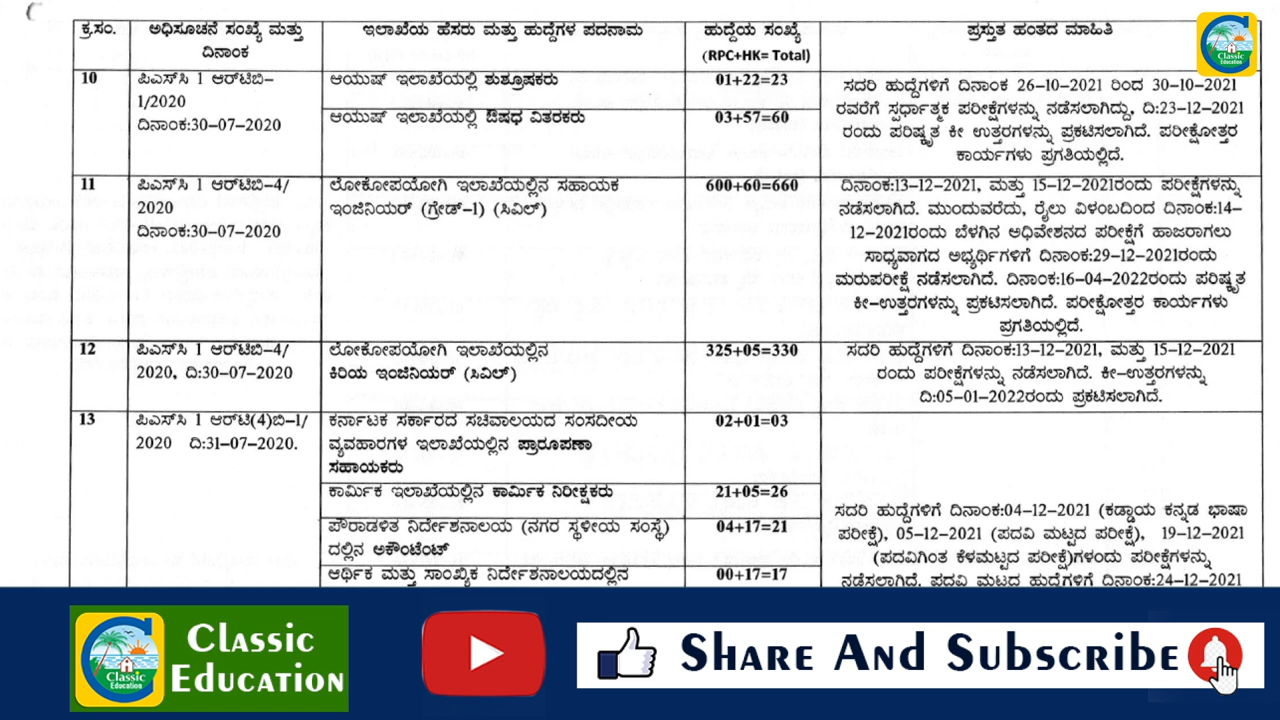 ಕ್ರ.ಸಂ. ಅಧಿಸೂಚನೆ ಸಂಖ್ಯೆ ಮತ್ತು ದಿನಾಂಕ ಇಲಾಖೆಯ ಹೆಸರು ಮತ್ತು ಹುದ್ದೆಗಳ ಪದನಾಮ ಹುದ್ದೆಯ ಸಂಖ್ಯೆ (RPC+HK= Total) ಪ್ರಸ್ತುತ ಹಂತದ ಮಾಹಿತಿ
Classic
Education
10
ಪಿಎಸ್‌ಸಿ 1 ಆರ್‌ಟಿಬಿ–
1/2020
ದಿನಾಂಕ:30–07–2020
ಆಯುಷ್ ಇಲಾಖೆಯಲ್ಲಿ ಶುಶ್ರೂಷಕರು
01+22=23
ಆಯುಷ್ ಇಲಾಖೆಯಲ್ಲಿ ಔಷಧ ವಿತರಕರು
03+57=60
ಸದರಿ ಹುದ್ದೆಗಳಿಗೆ ದಿನಾಂಕ 26–10–2021 ರಿಂದ 30–10–2021
ರವರೆಗೆ ಸ್ಪರ್ಧಾತ್ಮಕ ಪರೀಕ್ಷೆಗಳನ್ನು ನಡೆಸಲಾಗಿದ್ದು, ದಿ:23–12–2021
ರಂದು ಪರಿಷ್ಕೃತ ಕೀ ಉತ್ತರಗಳನ್ನು ಪ್ರಕಟಿಸಲಾಗಿದೆ. ಪರೀಕ್ಷೋತ್ತರ
ಕಾರ್ಯಗಳು ಪ್ರಗತಿಯಲ್ಲಿದೆ.
11
ಪಿಎಸ್‌ಸಿ 1 ಆರ್‌ಟಿಬಿ–4/
2020
ದಿನಾಂಕ:30–07–2020
ಲೋಕೋಪಯೋಗಿ ಇಲಾಖೆಯಲ್ಲಿನ ಸಹಾಯಕ
ಇಂಜಿನಿಯರ್ (ಗ್ರೇಡ್–1) (ಸಿವಿಲ್)
600+60=660
ದಿನಾಂಕ:13–12–2021, ಮತ್ತು 15–12–2021ರಂದು ಪರೀಕ್ಷೆಗಳನ್ನು
ನಡೆಸಲಾಗಿದೆ. ಮುಂದುವರೆದು, ರೈಲು ವಿಳಂಬದಿಂದ ದಿನಾಂಕ:14–
12–2021ರಂದು ಬೆಳಗಿನ ಅಧಿವೇಶನದ ಪರೀಕ್ಷೆಗೆ ಹಾಜರಾಗಲು
ಸಾಧ್ಯವಾಗದ ಅಭ್ಯರ್ಥಿಗಳಿಗೆ ದಿನಾಂಕ:29–12–2021ರಂದು
ಮರುಪರೀಕ್ಷೆ ನಡೆಸಲಾಗಿದೆ. ದಿನಾಂಕ:16–04–2022ರಂದು ಪರಿಷ್ಕೃತ
ಕೀ–ಉತ್ತರಗಳನ್ನು ಪ್ರಕಟಿಸಲಾಗಿದೆ. ಪರೀಕ್ಷೋತ್ತರ ಕಾರ್ಯಗಳು
ಪ್ರಗತಿಯಲ್ಲಿದೆ.
12
ಪಿಎಸ್‌ಸಿ 1 ಆರ್‌ಟಿಬಿ–4/
2020, ದಿ:30–07–2020
ಲೋಕೋಪಯೋಗಿ ಇಲಾಖೆಯಲ್ಲಿನ
ಕಿರಿಯ ಇಂಜಿನಿಯರ್ (ಸಿವಿಲ್)
325+05=330
ಸದರಿ ಹುದ್ದೆಗಳಿಗೆ ದಿನಾಂಕ:13–12–2021, ಮತ್ತು 15–12–2021
ರಂದು ಪರೀಕ್ಷೆಗಳನ್ನು ನಡೆಸಲಾಗಿದೆ. ಕೀ–ಉತ್ತರಗಳನ್ನು
ದಿ:05–01–2022ರಂದು ಪ್ರಕಟಿಸಲಾಗಿದೆ.
13
ಪಿಎಸ್‌ಸಿ 1 ಆರ್‌ಟಿ(4)ಬಿ–1/
2020 ದಿ:31–07–2020.
ಕರ್ನಾಟಕ ಸರ್ಕಾರದ ಸಚಿವಾಲಯದ ಸಂಸದೀಯ
ವ್ಯವಹಾರಗಳ ಇಲಾಖೆಯಲ್ಲಿನ ಪ್ರಾರೂಪಣಾ
ಸಹಾಯಕರು
02+01=03
ಕಾರ್ಮಿಕ ಇಲಾಖೆಯಲ್ಲಿನ ಕಾರ್ಮಿಕ ನಿರೀಕ್ಷಕರು
21+05=26
ಪೌರಾಡಳಿತ ನಿರ್ದೇಶನಾಲಯ (ನಗರ ಸ್ಥಳೀಯ ಸಂಸ್ಥೆ)
ದಲ್ಲಿನ ಅಕೌಂಟೆಂಟ್
04+17=21
ಆರ್ಥಿಕ ಮತ್ತು ಸಾಂಖ್ಯಿಕ ನಿರ್ದೇಶನಾಲಯದಲ್ಲಿನ
00+17=17
ಸದರಿ ಹುದ್ದೆಗಳಿಗೆ ದಿನಾಂಕ:04–12–2021 (ಕಡ್ಡಾಯ ಕನ್ನಡ ಭಾಷಾ
ಪರೀಕ್ಷೆ), 05–12–2021 (ಪದವಿ ಮಟ್ಟದ ಪರೀಕ್ಷೆ), 19–12–2021
(ಪದವಿಗಿಂತ ಕೆಳಮಟ್ಟದ ಪರೀಕ್ಷೆ)ಗಳಂದು ಪರೀಕ್ಷೆಗಳನ್ನು
ನಡೆಸಲಾಗಿದೆ. ಪದವಿ ಮಟ್ಟದ ಹುದ್ದೆಗಳಿಗೆ ದಿನಾಂಕ:24–12–2021
Classic
Education
Classic
Education
Share And Subscribe